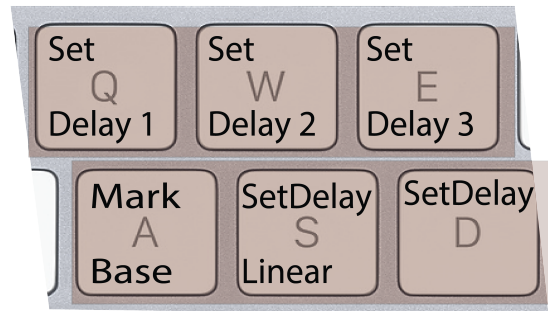 Set Set Set
Q W E
Delay 1 Delay 2 Delay 3
Mark SetDelay SetDelay
A S D
Base Linear